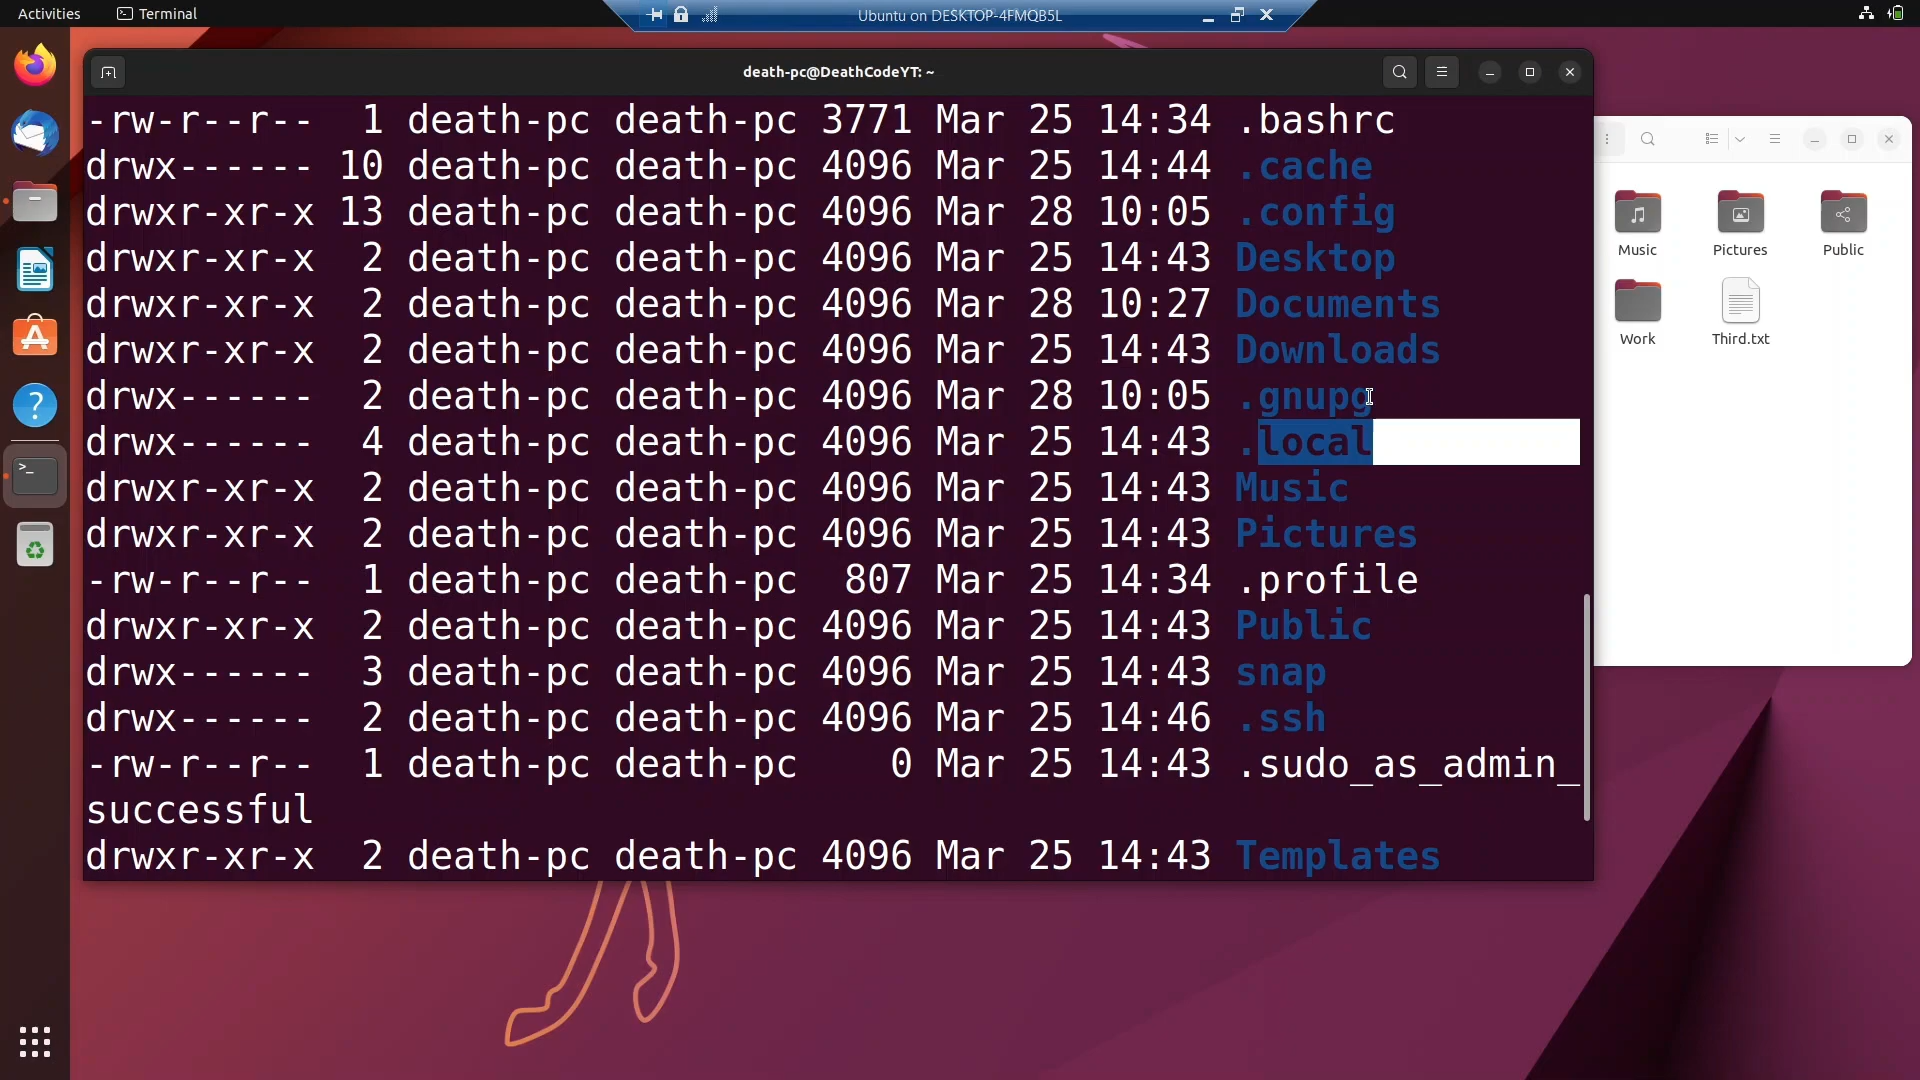 Activities Terminal Ubuntu on DESKTOP-4FMQB5L
death-pc@DeathCodeYT: ~
-rw-r--r--  1 death-pc death-pc 3771 Mar 25 14:34 .bashrc
drwx------ 10 death-pc death-pc 4096 Mar 25 14:44 .cache
drwxr-xr-x 13 death-pc death-pc 4096 Mar 28 10:05 .config
drwxr-xr-x  2 death-pc death-pc 4096 Mar 25 14:43 Desktop
drwxr-xr-x  2 death-pc death-pc 4096 Mar 28 10:27 Documents
drwxr-xr-x  2 death-pc death-pc 4096 Mar 25 14:43 Downloads
drwx------  2 death-pc death-pc 4096 Mar 28 10:05 .gnupg
drwx------  4 death-pc death-pc 4096 Mar 25 14:43 .local
drwxr-xr-x  2 death-pc death-pc 4096 Mar 25 14:43 Music
drwxr-xr-x  2 death-pc death-pc 4096 Mar 25 14:43 Pictures
-rw-r--r--  1 death-pc death-pc  807 Mar 25 14:34 .profile
drwxr-xr-x  2 death-pc death-pc 4096 Mar 25 14:43 Public
drwx------  3 death-pc death-pc 4096 Mar 25 14:43 snap
drwx------  2 death-pc death-pc 4096 Mar 25 14:46 .ssh
-rw-r--r--  1 death-pc death-pc    0 Mar 25 14:43 .sudo_as_admin_
successful
drwxr-xr-x  2 death-pc death-pc 4096 Mar 25 14:43 Templates
Music Pictures Public
Work Third.txt